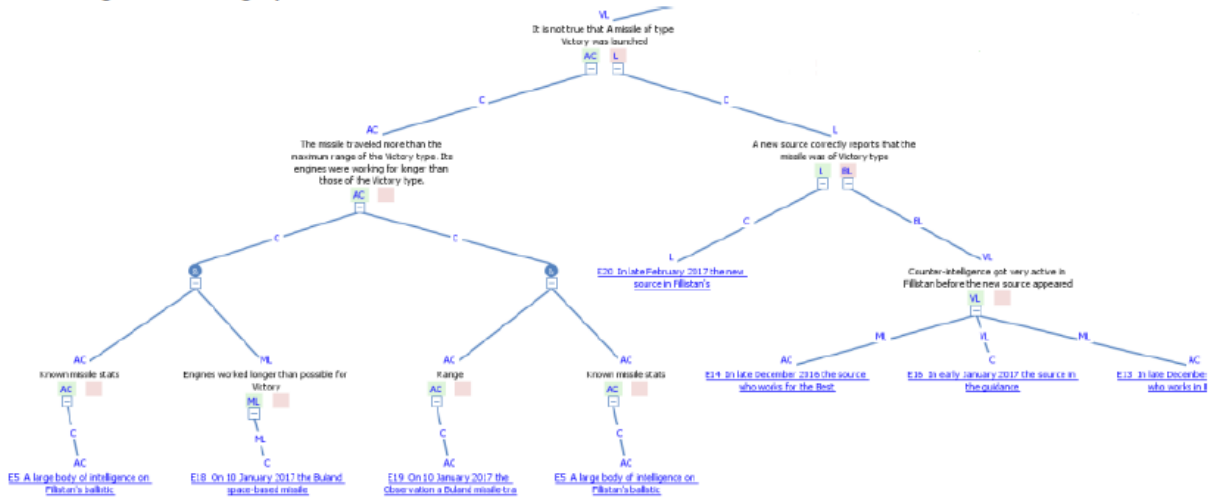 VL
It is not true that A missile of type
Victory was launched
AC L
C C
AC L
The missile traveled more than the
maximum range of the Victory type. Its
engines were working for longer than
those of the Victory type.
AC
A new source correctly reports that the
missile was of Victory type
L BL
C C
C BL
& &
L
E20 In late February 2017 the new
source in Fillistan's
VL
Counter-intelligence got very active in
Fillistan before the new source appeared
VL
ML VL ML
AC ML AC AC
Known missile stats
AC
Engines worked longer than possible for
Victory
ML
Range
AC
Known missile stats
AC
AC
E14 In late December 2016 the source
who works for the Best
C
E16 In early January 2017 the source in
the guidance
AC
E13 In late Decembe
who works in
C ML C C
AC C AC AC
E5 A large body of intelligence on
Fillistan's ballistic
E18 On 10 January 2017 the Buland
space-based missile
E19 On 10 January 2017 the
Observation a Buland missile-tra
E5 A large body of intelligence on
Fillistan's ballistic